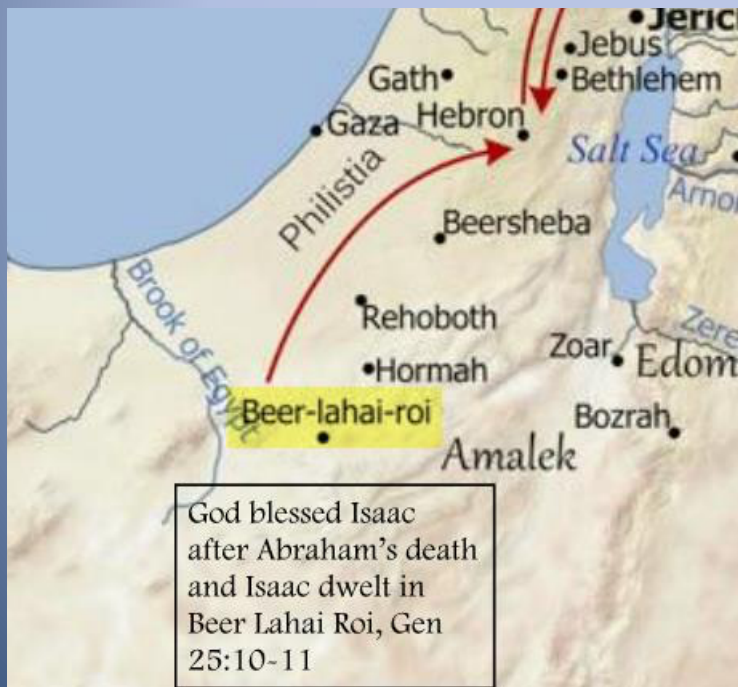 Jeric
Jebus
Gath
Bethlehem
Hebron
Gaza
Salt Sea
Arno
Philistia
Beersheba
Brook of Egypt
Rehoboth
Zere
Zoar
Edom
Hormah
Beer-lahai-roi
Bozrah
Amalek
God blessed Isaac
after Abraham's death
and Isaac dwelt in
Beer Lahai Roi, Gen
25:10-11